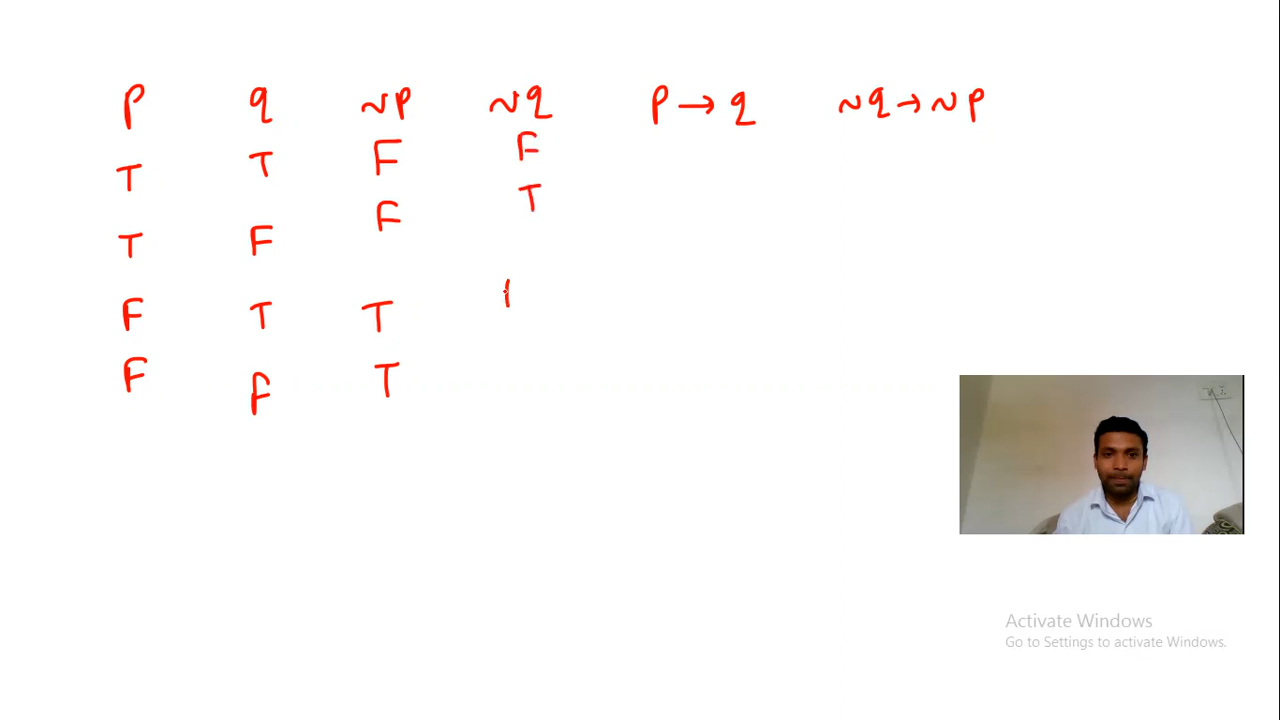 p q ~p ~q p → q ~q → ~p
T T F F
T F F T
F T T
F F T
Activate Windows
Go to Settings to activate Windows.